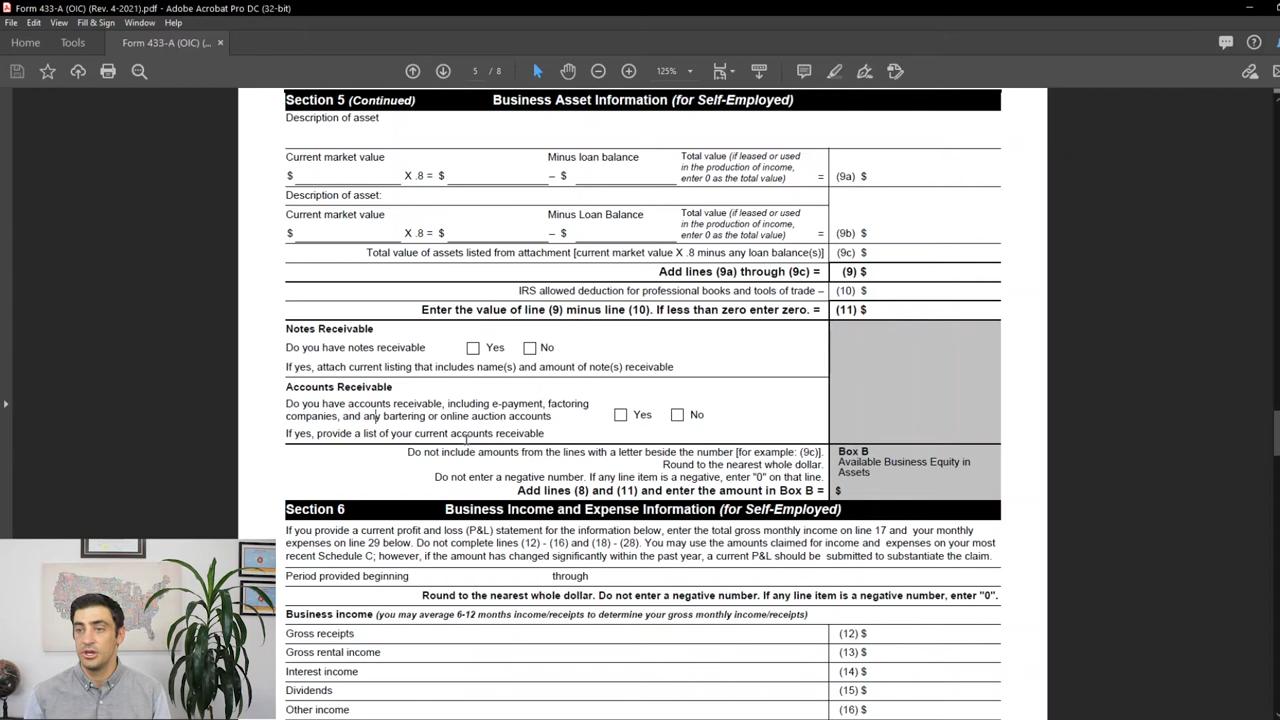 Form 433-A (OIC) (Rev. 4-2021).pdf - Adobe Acrobat Pro DC (32-bit)
File Edit View Fill & Sign Window Help
Home Tools Form 433-A (OIC) (... ×
5 / 8 125%
Section 5 (Continued) Business Asset Information (for Self-Employed)
Description of asset
Current market value Minus loan balance Total value (if leased or used
in the production of income,
enter 0 as the total value)
$ X .8 = $ – $ = (9a) $
Description of asset:
Current market value Minus Loan Balance Total value (if leased or used
in the production of income,
enter 0 as the total value)
$ X .8 = $ – $ = (9b) $
Total value of assets listed from attachment [current market value X .8 minus any loan balance(s)] (9c) $
Add lines (9a) through (9c) = (9) $
IRS allowed deduction for professional books and tools of trade – (10) $
Enter the value of line (9) minus line (10). If less than zero enter zero. = (11) $
Notes Receivable
Do you have notes receivable Yes No
If yes, attach current listing that includes name(s) and amount of note(s) receivable
Accounts Receivable
Do you have accounts receivable, including e-payment, factoring
companies, and any bartering or online auction accounts Yes No
If yes, provide a list of your current accounts receivable
Do not include amounts from the lines with a letter beside the number [for example: (9c)].
Round to the nearest whole dollar.
Do not enter a negative number. If any line item is a negative, enter "0" on that line.
Add lines (8) and (11) and enter the amount in Box B =
Box B
Available Business Equity in
Assets
$
Section 6 Business Income and Expense Information (for Self-Employed)
If you provide a current profit and loss (P&L) statement for the information below, enter the total gross monthly income on line 17 and your monthly
expenses on line 29 below. Do not complete lines (12) - (16) and (18) - (28). You may use the amounts claimed for income and expenses on your most
recent Schedule C; however, if the amount has changed significantly within the past year, a current P&L should be submitted to substantiate the claim.
Period provided beginning through
Round to the nearest whole dollar. Do not enter a negative number. If any line item is a negative number, enter "0".
Business income (you may average 6-12 months income/receipts to determine your gross monthly income/receipts)
Gross receipts (12) $
Gross rental income (13) $
Interest income (14) $
Dividends (15) $
Other income (16) $